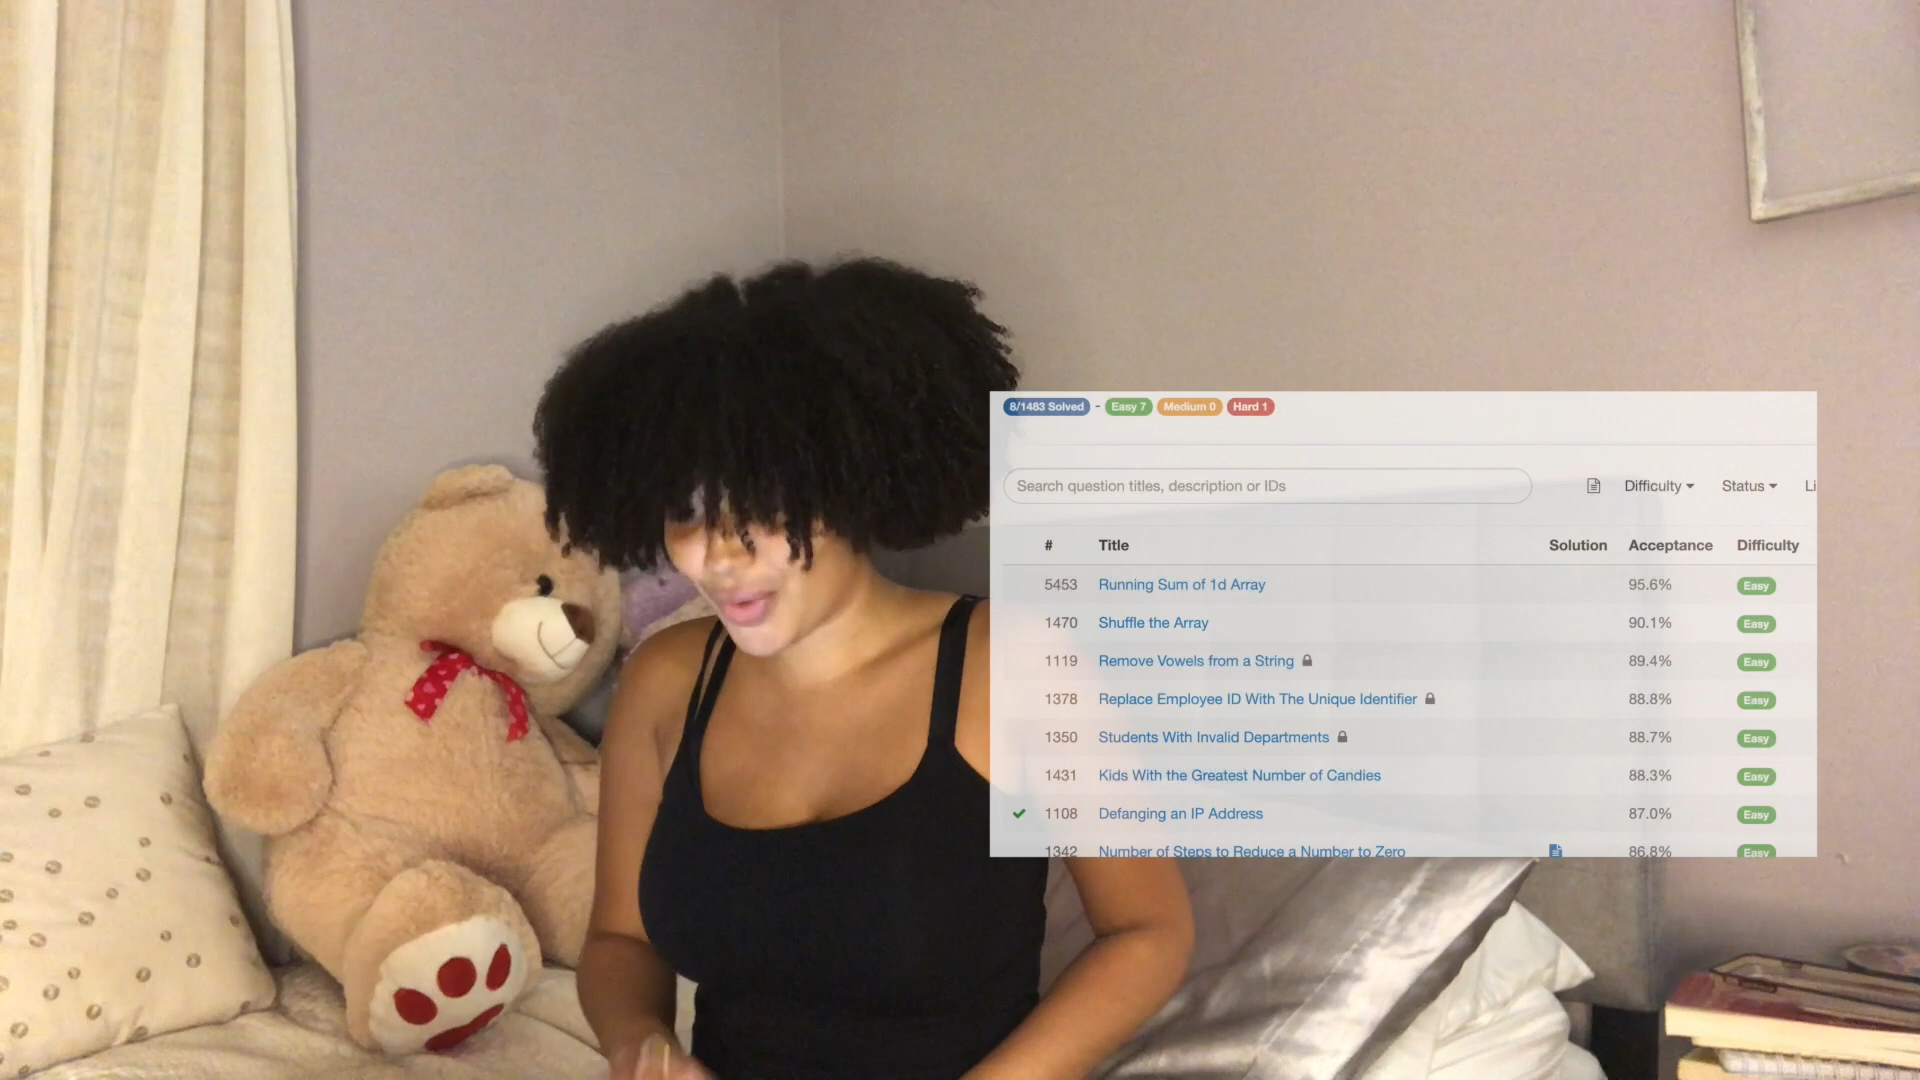 8/1483 Solved - Easy 7 Medium 0 Hard 1
Search question titles, description or IDs Difficulty Status Li
# Title Solution Acceptance Difficulty
5453 Running Sum of 1d Array 95.6% Easy
1470 Shuffle the Array 90.1% Easy
1119 Remove Vowels from a String 89.4% Easy
1378 Replace Employee ID With The Unique Identifier 88.8% Easy
1350 Students With Invalid Departments 88.7% Easy
1431 Kids With the Greatest Number of Candies 88.3% Easy
1108 Defanging an IP Address 87.0% Easy
1342 Number of Steps to Reduce a Number to Zero 86.8% Easy